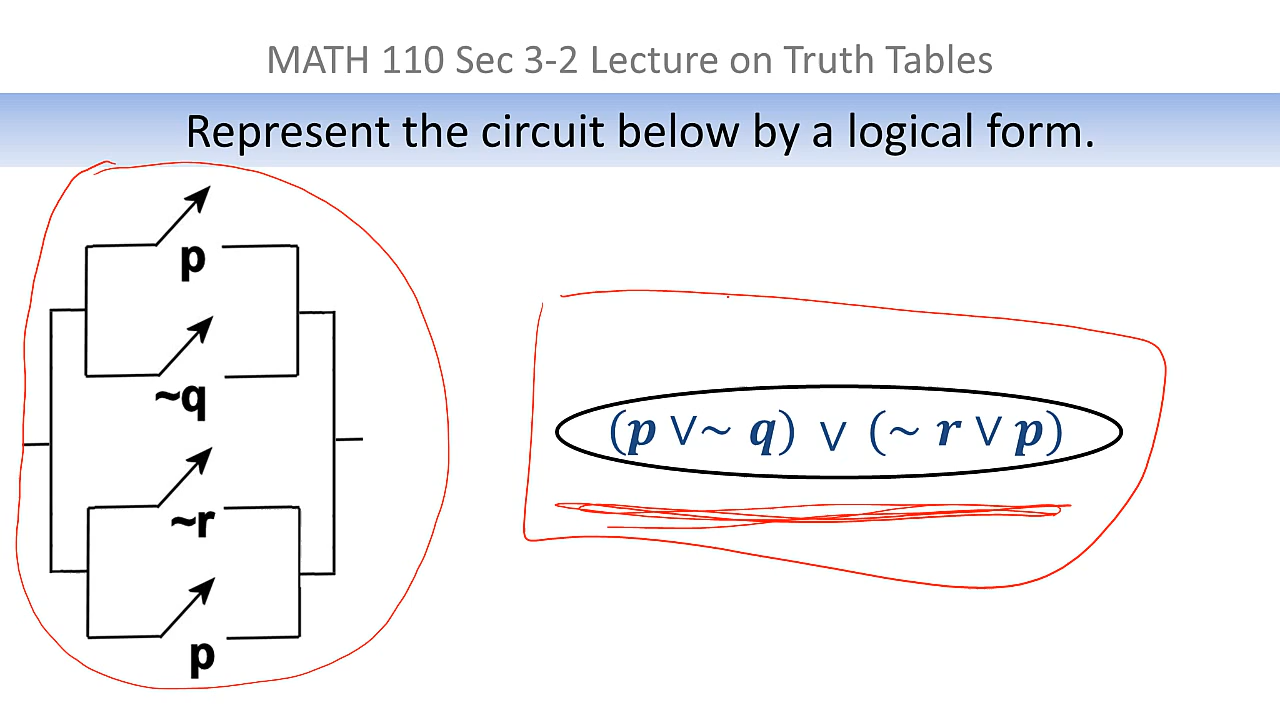 MATH 110 Sec 3-2 Lecture on Truth Tables
Represent the circuit below by a logical form.
p
~q
~r
p
(p ∨~ q) ∨ (~ r ∨ p)